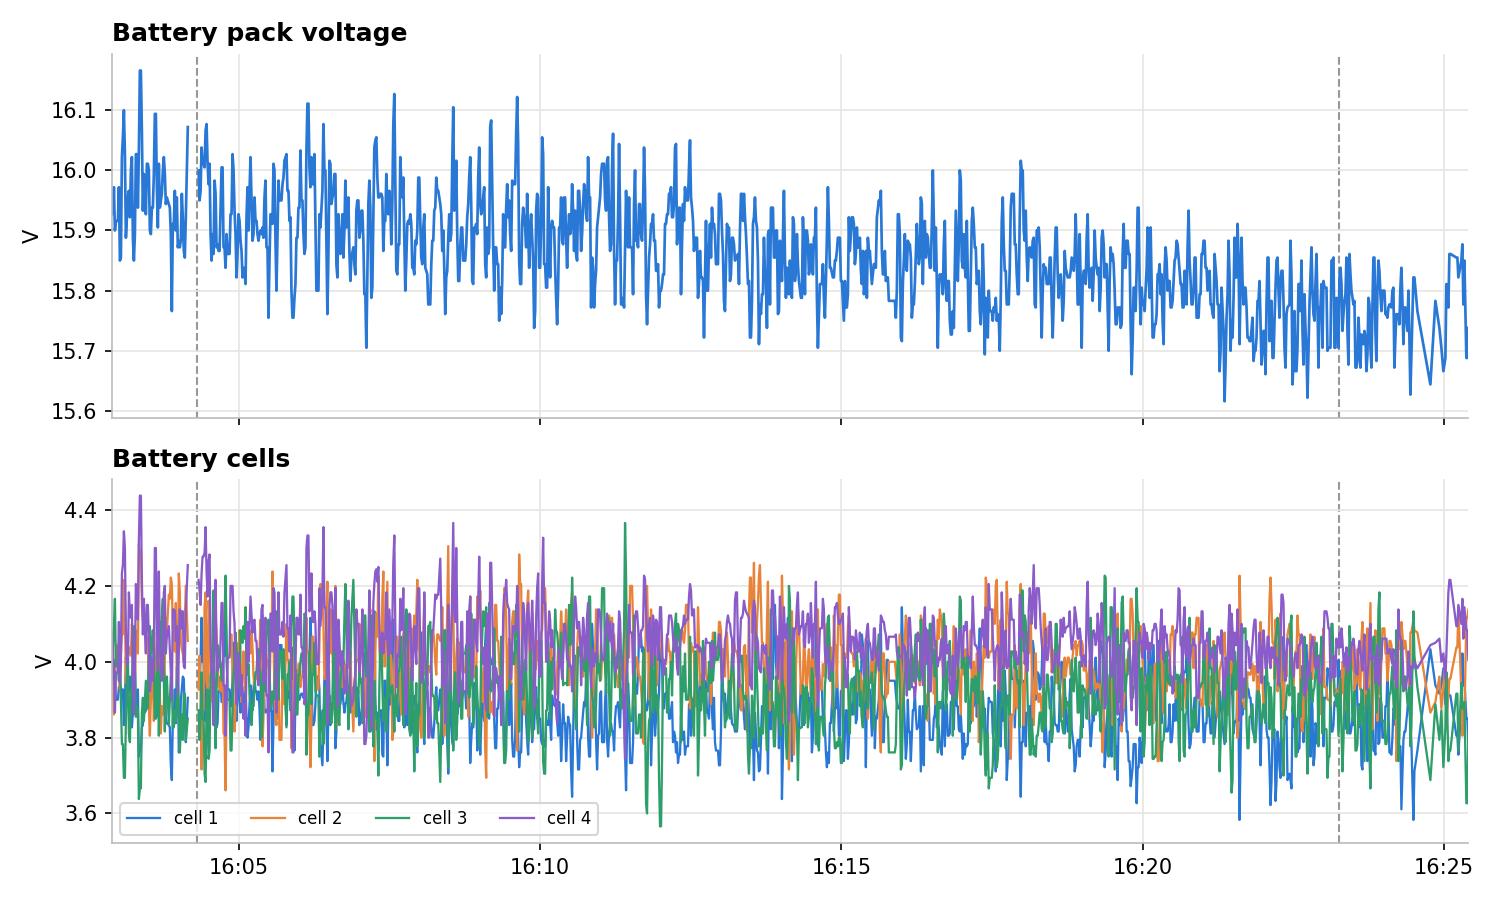 Battery pack voltage
V
16.1
16.0
15.9
15.8
15.7
15.6
Battery cells
V
4.4
4.2
4.0
3.8
3.6
cell 1 cell 2 cell 3 cell 4
16:05 16:10 16:15 16:20 16:25